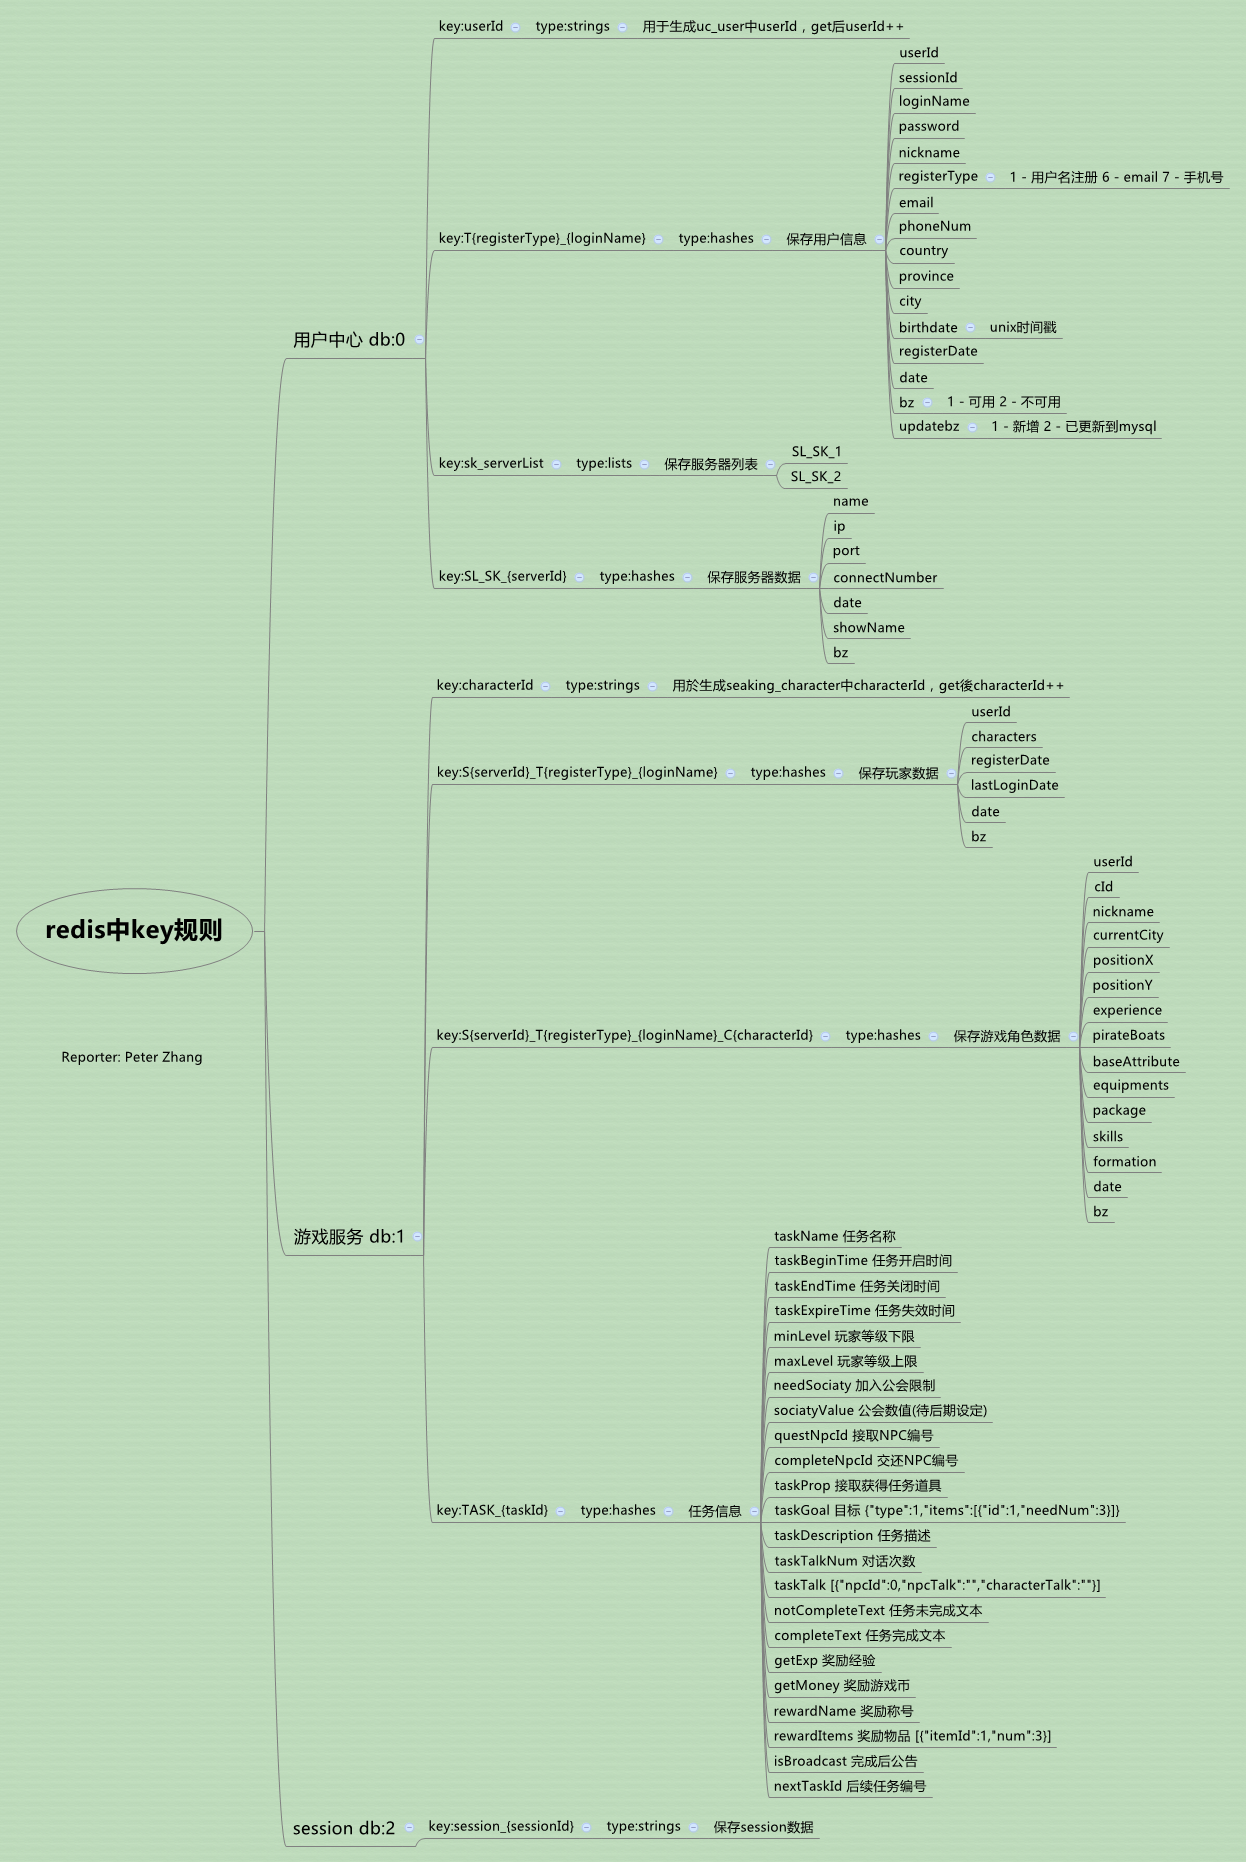 redis中key规则
Reporter: Peter Zhang
用户中心 db:0
key:userId type:strings 用于生成uc_user中userId，get后userId++
key:T{registerType}_{loginName} type:hashes 保存用户信息
userId
sessionId
loginName
password
nickname
registerType 1 - 用户名注册 6 - email 7 - 手机号
email
phoneNum
country
province
city
birthdate unix时间戳
registerDate
date
bz 1 - 可用 2 - 不可用
updatebz 1 - 新增 2 - 已更新到mysql
key:sk_serverList type:lists 保存服务器列表
SL_SK_1
SL_SK_2
key:SL_SK_{serverId} type:hashes 保存服务器数据
name
ip
port
connectNumber
date
showName
bz
游戏服务 db:1
key:characterId type:strings 用於生成seaking_character中characterId，get後characterId++
key:S{serverId}_T{registerType}_{loginName} type:hashes 保存玩家数据
userId
characters
registerDate
lastLoginDate
date
bz
key:S{serverId}_T{registerType}_{loginName}_C{characterId} type:hashes 保存游戏角色数据
userId
cId
nickname
currentCity
positionX
positionY
experience
pirateBoats
baseAttribute
equipments
package
skills
formation
date
bz
key:TASK_{taskId} type:hashes 任务信息
taskName 任务名称
taskBeginTime 任务开启时间
taskEndTime 任务关闭时间
taskExpireTime 任务失效时间
minLevel 玩家等级下限
maxLevel 玩家等级上限
needSociaty 加入公会限制
sociatyValue 公会数值(待后期设定)
questNpcId 接取NPC编号
completeNpcId 交还NPC编号
taskProp 接取获得任务道具
taskGoal 目标 {"type":1,"items":[{"id":1,"needNum":3}]}
taskDescription 任务描述
taskTalkNum 对话次数
taskTalk [{"npcId":0,"npcTalk":"","characterTalk":""}]
notCompleteText 任务未完成文本
completeText 任务完成文本
getExp 奖励经验
getMoney 奖励游戏币
rewardName 奖励称号
rewardItems 奖励物品 [{"itemId":1,"num":3}]
isBroadcast 完成后公告
nextTaskId 后续任务编号
session db:2
key:session_{sessionId} type:strings 保存session数据